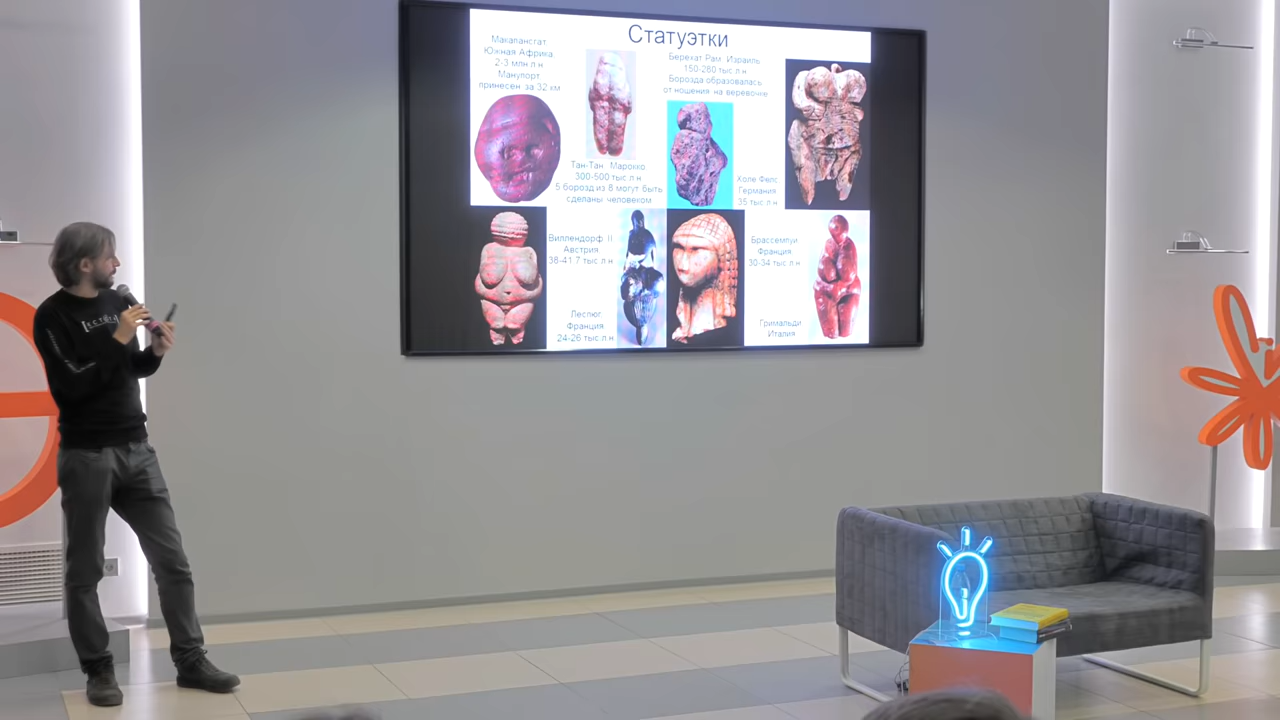 Статуэтки
Макапансгат.
Южная Африка.
2-3 млн л н
Манупорт
принесён за 32 км
Берекат Рам. Израиль
150-280 тыс л н
Борозда образовалась
от ношения на веревочке
Тан-Тан. Марокко
300-500 тыс л н
5 борозд из 8 могут быть
сделаны человеком
Холе Фелс.
Германия
35 тыс л н
Виллендорф II.
Австрия.
38-41.7 тыс л н
Брассемпуи.
Франция
30-34 тыс л н
Леспюг.
Франция
24-26 тыс л н
Гримальди.
Италия